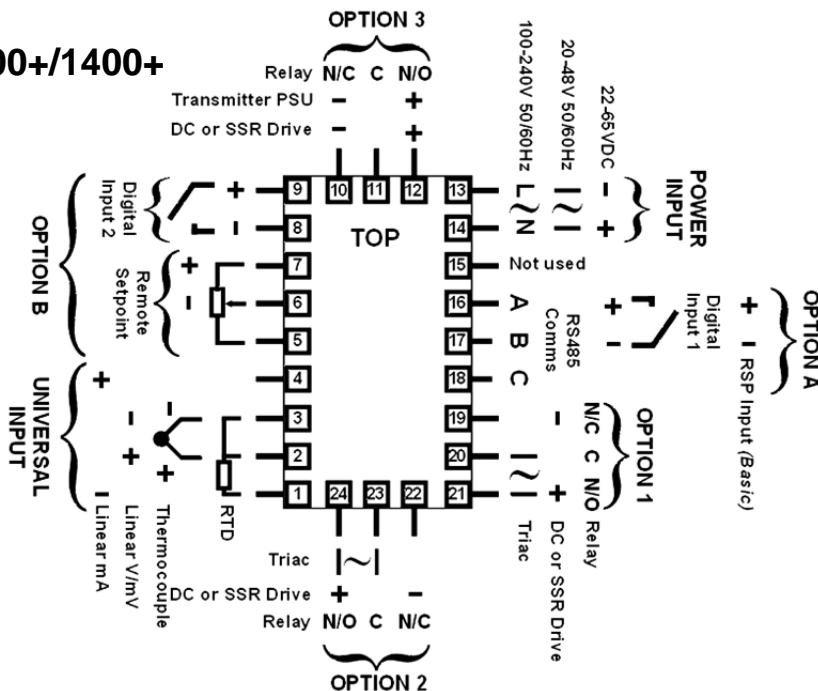 00+/1400+
OPTION 3
Relay N/C C N/O
Transmitter PSU - +
DC or SSR Drive - +
100-240V 50/60Hz
20-48V 50/60Hz
22-65VDC
POWER
INPUT
L ~ N
| ~ |
- +
9
10
11
12
13
8
TOP
14
7
15
Not used
6
16
A
5
17
B
4
18
C
3
19
2
20
1
24
23
22
21
Digital
Input 2
+ -
Remote
Setpoint
+ -
OPTION B
UNIVERSAL
INPUT
RTD
Thermocouple
- +
Linear V/mV
- +
Linear mA
+ -
RS485
Comms
Digital
Input 1
+ -
RSP Input (Basic)
+ -
OPTION A
OPTION 1
N/C C N/O Relay
- + DC or SSR Drive
| ~ | Triac
Triac | ~ |
DC or SSR Drive + -
Relay N/O C N/C
OPTION 2